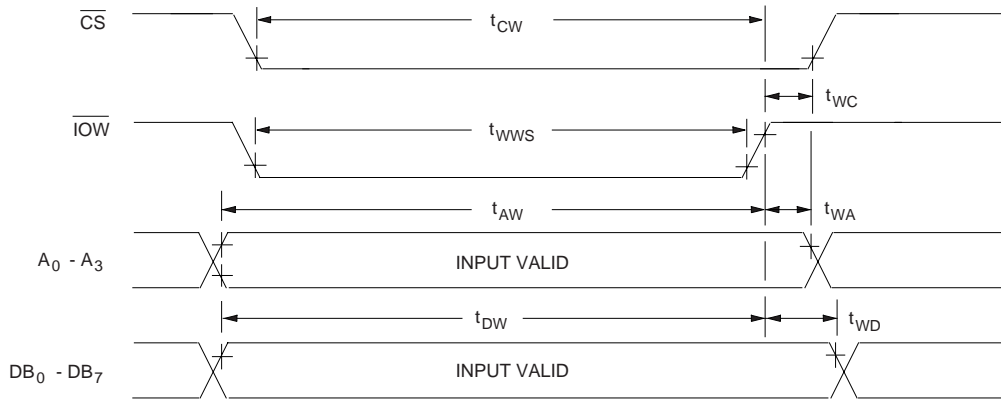 CS
tCW
tWC
IOW
tWWS
tAW
tWA
A0 - A3
INPUT VALID
tDW
tWD
DB0 - DB7
INPUT VALID